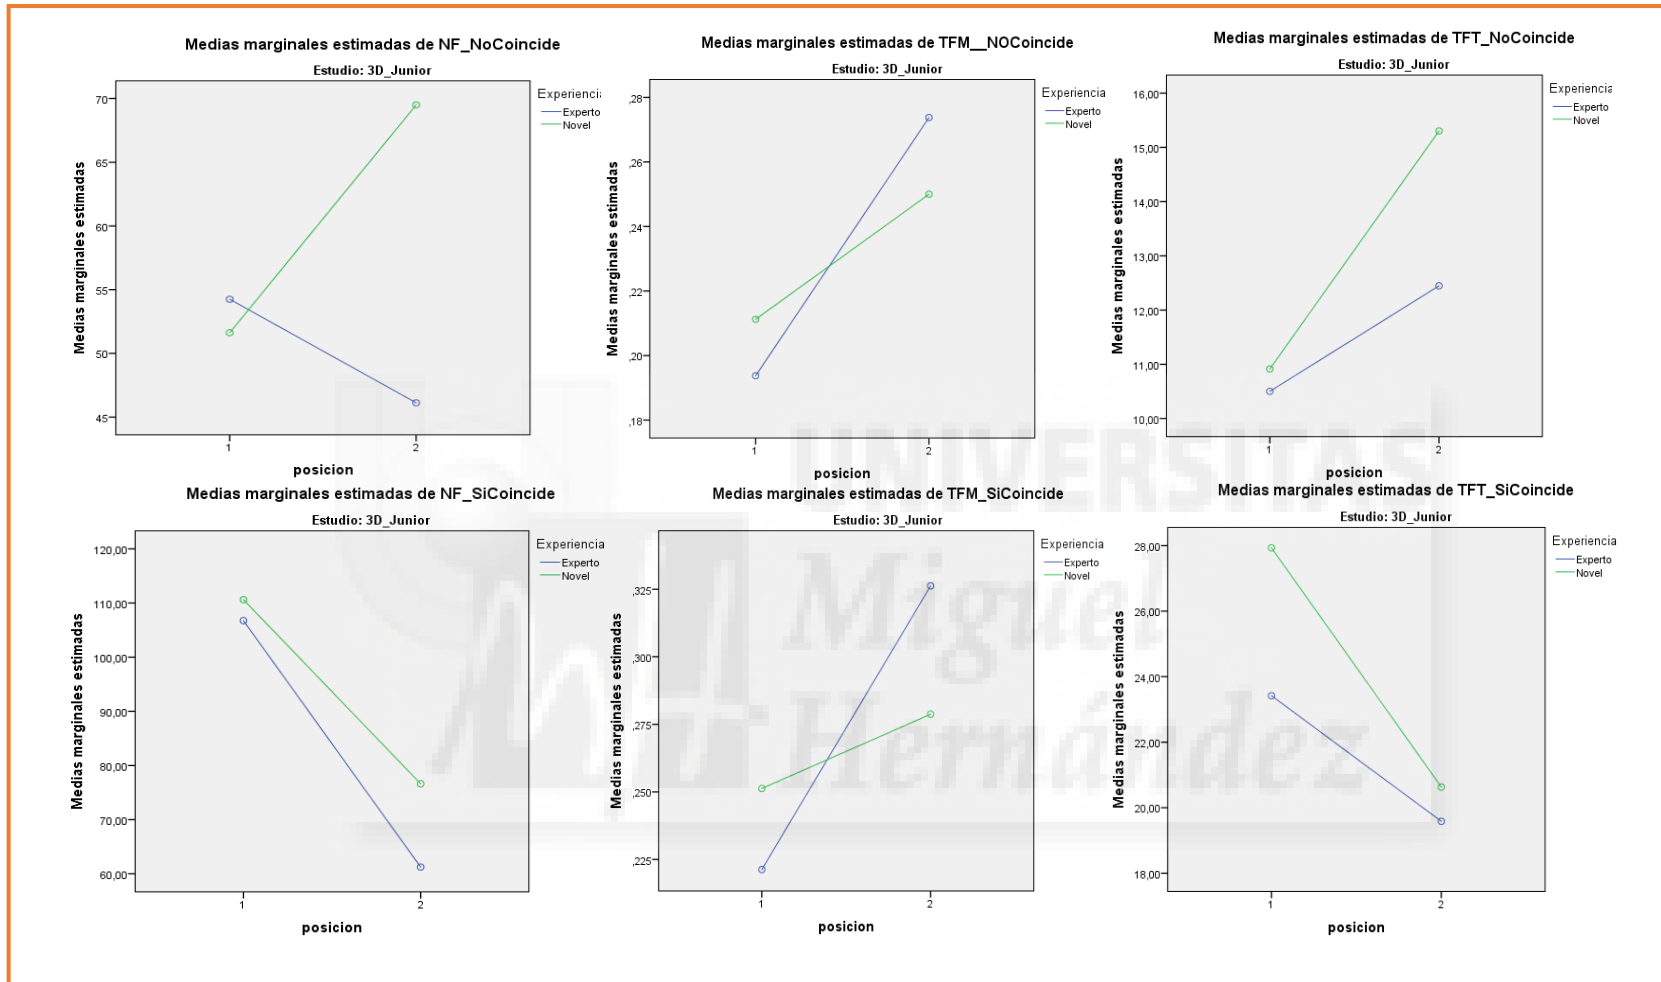 Medias marginales estimadas de NF_NoCoincide
Estudio: 3D_Junior
Medias marginales estimadas
70
65
60
55
50
45
1
2
posicion
Experiencia
Experto
Novel
Medias marginales estimadas de TFM__NOCoincide
Estudio: 3D_Junior
Medias marginales estimadas
,28
,26
,24
,22
,20
,18
1
2
posicion
Experiencia
Experto
Novel
Medias marginales estimadas de TFT_NoCoincide
Estudio: 3D_Junior
Medias marginales estimadas
16,00
15,00
14,00
13,00
12,00
11,00
10,00
1
2
posicion
Experiencia
Experto
Novel
Medias marginales estimadas de NF_SiCoincide
Estudio: 3D_Junior
Medias marginales estimadas
120,00
110,00
100,00
90,00
80,00
70,00
60,00
1
2
posicion
Experiencia
Experto
Novel
Medias marginales estimadas de TFM_SiCoincide
Estudio: 3D_Junior
Medias marginales estimadas
,325
,300
,275
,250
,225
1
2
posicion
Experiencia
Experto
Novel
Medias marginales estimadas de TFT_SiCoincide
Estudio: 3D_Junior
Medias marginales estimadas
28,00
26,00
24,00
22,00
20,00
18,00
1
2
posicion
Experiencia
Experto
Novel
UNIVERSITAS
Miguel
Hernández